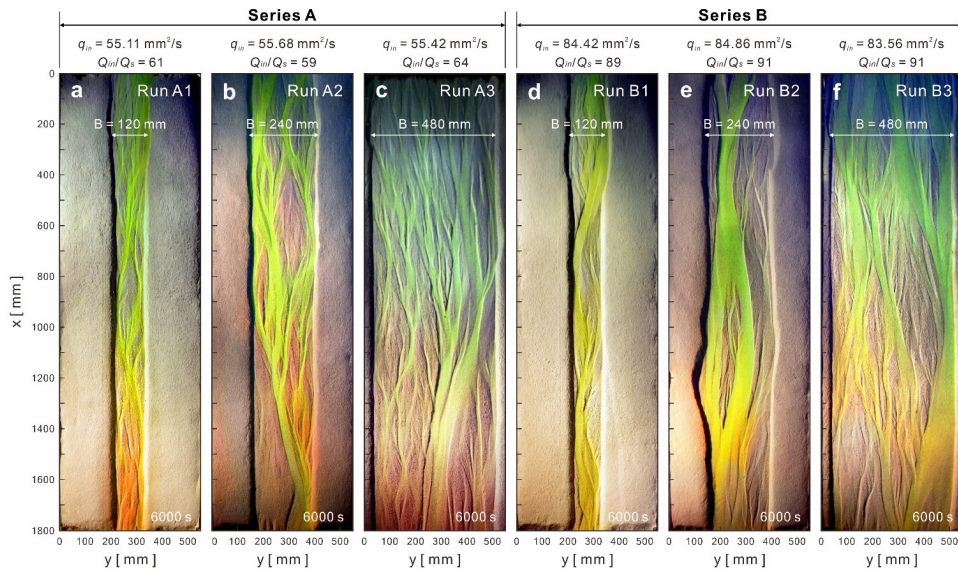 Series A
Series B
q_in = 55.11 mm²/s
Q_in/Q_s = 61
q_in = 55.68 mm²/s
Q_in/Q_s = 59
q_in = 55.42 mm²/s
Q_in/Q_s = 64
q_in = 84.42 mm²/s
Q_in/Q_s = 89
q_in = 84.86 mm²/s
Q_in/Q_s = 91
q_in = 83.56 mm²/s
Q_in/Q_s = 91
x [ mm ]
0
200
400
600
800
1000
1200
1400
1600
1800
a Run A1
B = 120 mm
6000 s
b Run A2
B = 240 mm
6000 s
c Run A3
B = 480 mm
6000 s
d Run B1
B = 120 mm
6000 s
e Run B2
B = 240 mm
6000 s
f Run B3
B = 480 mm
6000 s
0 100 200 300 400 500
0 100 200 300 400 500
0 100 200 300 400 500
0 100 200 300 400 500
0 100 200 300 400 500
0 100 200 300 400 500
y [ mm ]
y [ mm ]
y [ mm ]
y [ mm ]
y [ mm ]
y [ mm ]